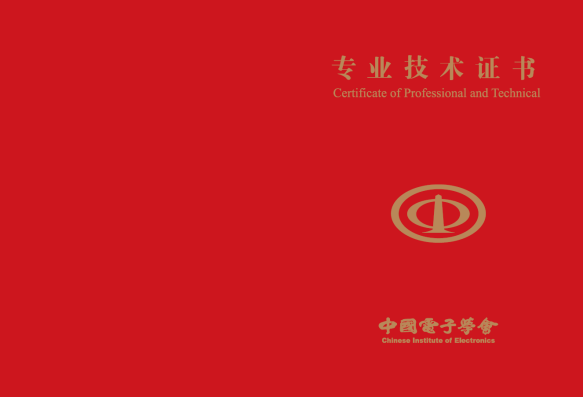 专业技术证书
Certificate of Professional and Technical
中國電子學會
Chinese Institute of Electronics